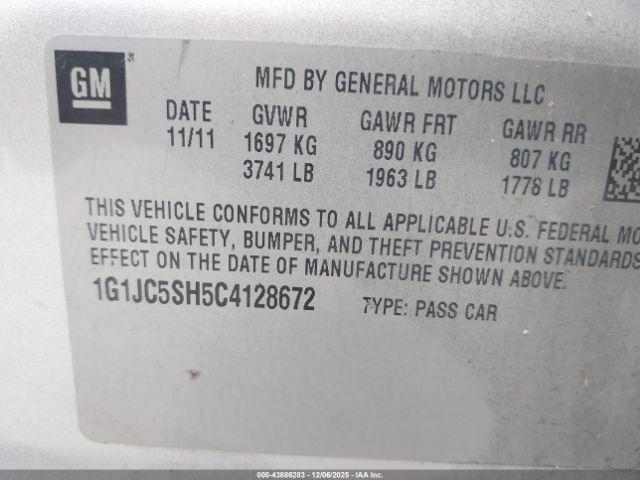 GM
MFD BY GENERAL MOTORS LLC
DATE GVWR GAWR FRT GAWR RR
11/11 1697 KG 890 KG 807 KG
3741 LB 1963 LB 1778 LB
THIS VEHICLE CONFORMS TO ALL APPLICABLE U.S. FEDERAL MO
VEHICLE SAFETY, BUMPER, AND THEFT PREVENTION STANDARDS
EFFECT ON THE DATE OF MANUFACTURE SHOWN ABOVE.
1G1JC5SH5C4128672 TYPE: PASS CAR
000-43886283 - 12/06/2025 - IAA Inc.